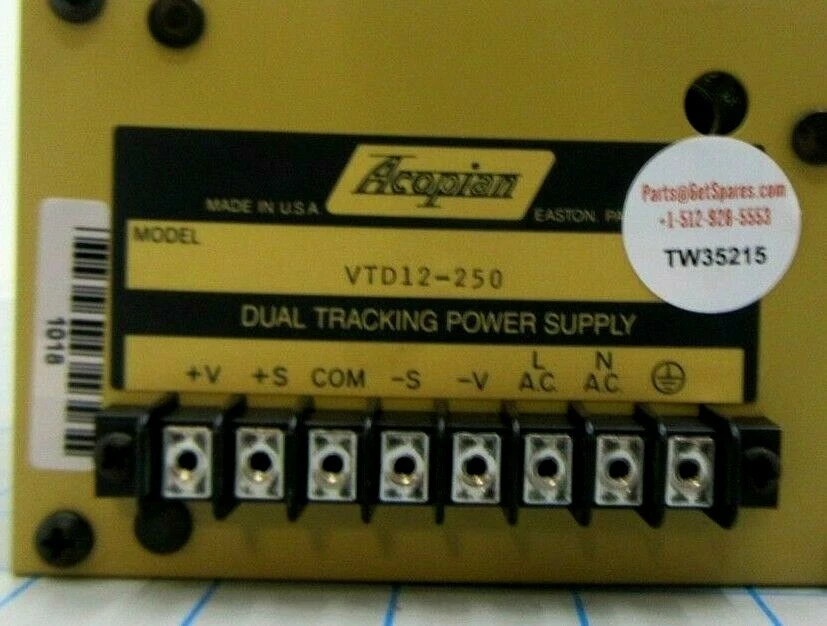 Acopian
MADE IN U.S.A. EASTON, PA
MODEL
VTD12-250
DUAL TRACKING POWER SUPPLY
+V +S COM -S -V L A.C. N A.C.
Parts@GetSpares.com
+1-512-928-5553
TW35215
1018